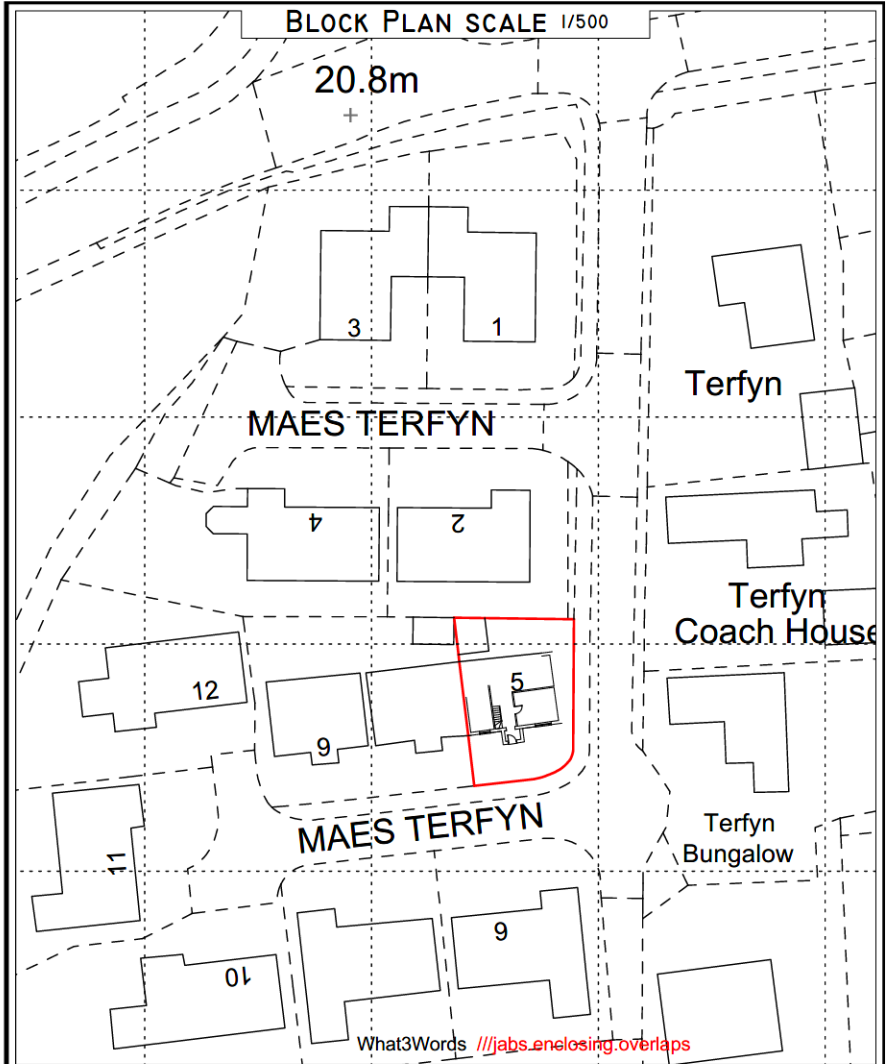 BLOCK PLAN SCALE 1/500
20.8m
3
1
Terfyn
MAES TERFYN
4
2
Terfyn
Coach House
5
12
9
MAES TERFYN
Terfyn
Bungalow
11
6
10
What3Words ///jabs.enclosing.overlaps